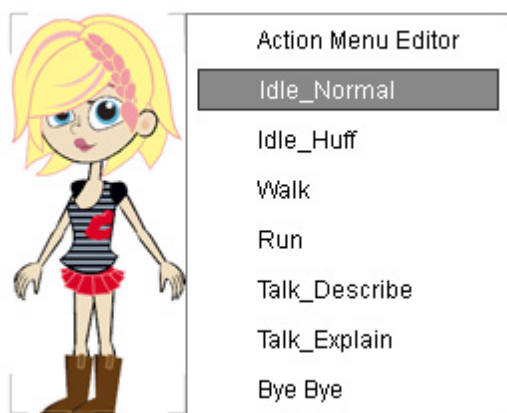 Action Menu Editor
Idle_Normal
Idle_Huff
Walk
Run
Talk_Describe
Talk_Explain
Bye Bye